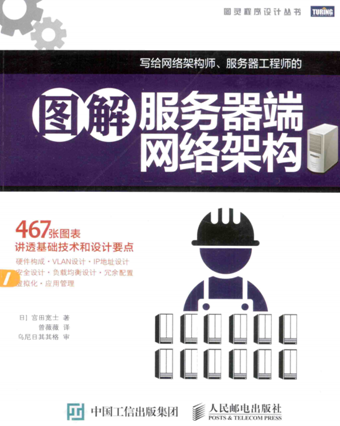 图灵程序设计丛书
TURING
写给网络架构师、服务器工程师的
图解
服务器端
网络架构
467张图表
讲透基础技术和设计要点
硬件构成・VLAN设计・IP地址设计
安全设计・负载均衡设计・冗余配置
虚拟化・应用管理
[日] 宫田宽士 著
曾薇薇 译
乌尼日其其格 审
中国工信出版集团
人民邮电出版社
POSTS & TELECOM PRESS